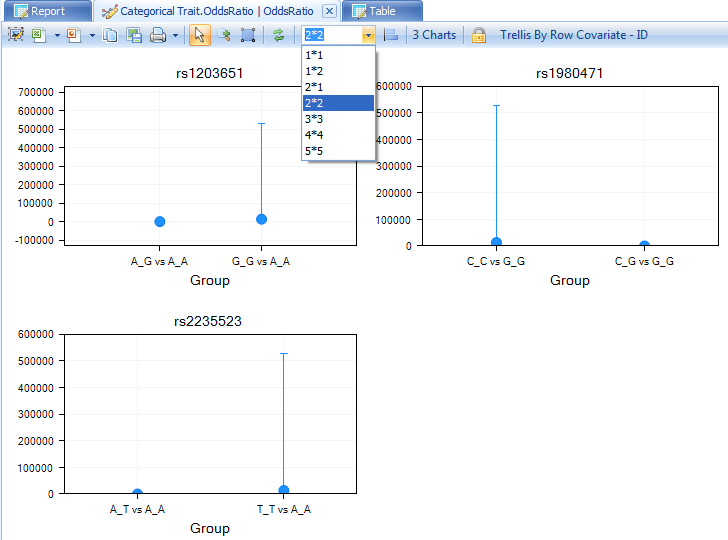 Report
Categorical Trait.OddsRatio | OddsRatio
Table
2*2
3 Charts
Trellis By Row Covariate - ID
1*1
1*2
2*1
2*2
3*3
4*4
5*5
rs1203651
700000
600000
500000
400000
300000
200000
100000
0
-100000
A_G vs A_A
G_G vs A_A
Group
rs1980471
600000
500000
400000
300000
200000
100000
0
C_C vs G_G
C_G vs G_G
Group
rs2235523
600000
500000
400000
300000
200000
100000
0
A_T vs A_A
T_T vs A_A
Group